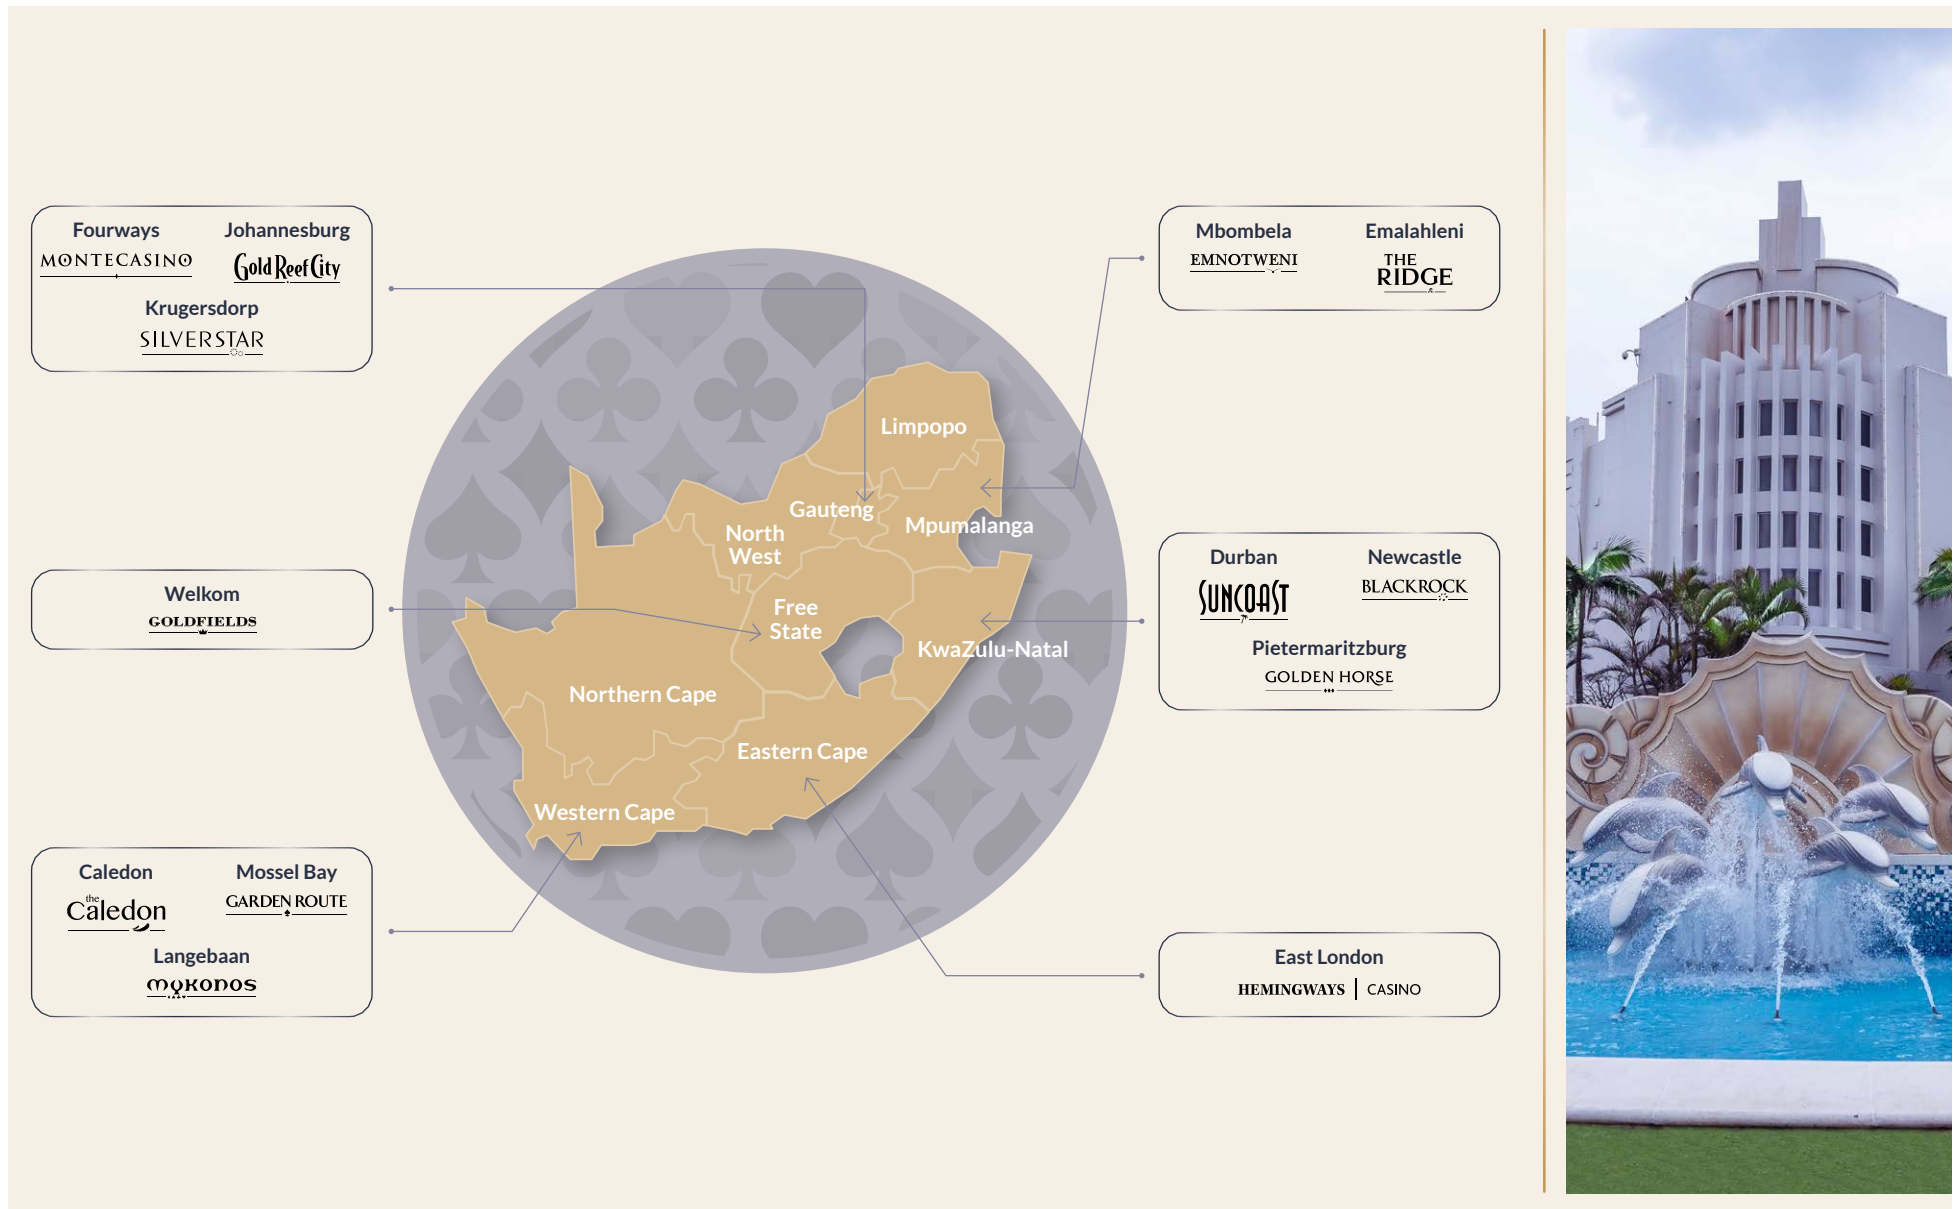 Fourways
MONTECASINO
Johannesburg
Gold Reef City
Krugersdorp
SILVERSTAR
Welkom
GOLDFIELDS
Caledon
the
Caledon
Mossel Bay
GARDEN ROUTE
Langebaan
mykonos
Limpopo
Gauteng
North
West
Mpumalanga
Free
State
KwaZulu-Natal
Northern Cape
Eastern Cape
Western Cape
Mbombela
EMNOTWENI
Emalahleni
THE
RIDGE
Durban
SUNCOAST
Newcastle
BLACKROCK
Pietermaritzburg
GOLDEN HORSE
East London
HEMINGWAYS | CASINO